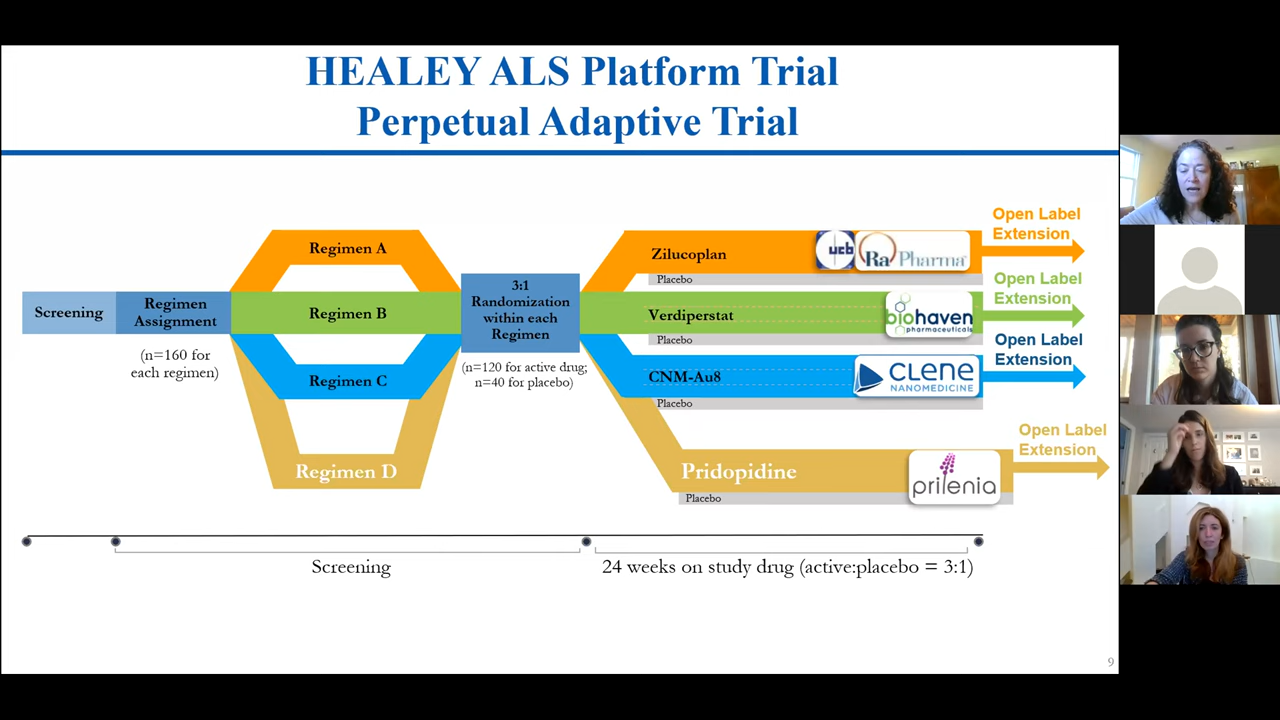 HEALEY ALS Platform Trial
Perpetual Adaptive Trial
Screening
Regimen
Assignment
(n=160 for
each regimen)
Regimen A
Regimen B
Regimen C
Regimen D
3:1
Randomization
within each
Regimen
(n=120 for active drug;
n=40 for placebo)
Zilucoplan
ucb
Ra Pharma
Placebo
Open Label
Extension
Verdiperstat
biohaven
pharmaceuticals
Placebo
Open Label
Extension
CNM-Au8
CLENE
NANOMEDICINE
Placebo
Open Label
Extension
Pridopidine
prilenia
Placebo
Open Label
Extension
Screening
24 weeks on study drug (active:placebo = 3:1)
9